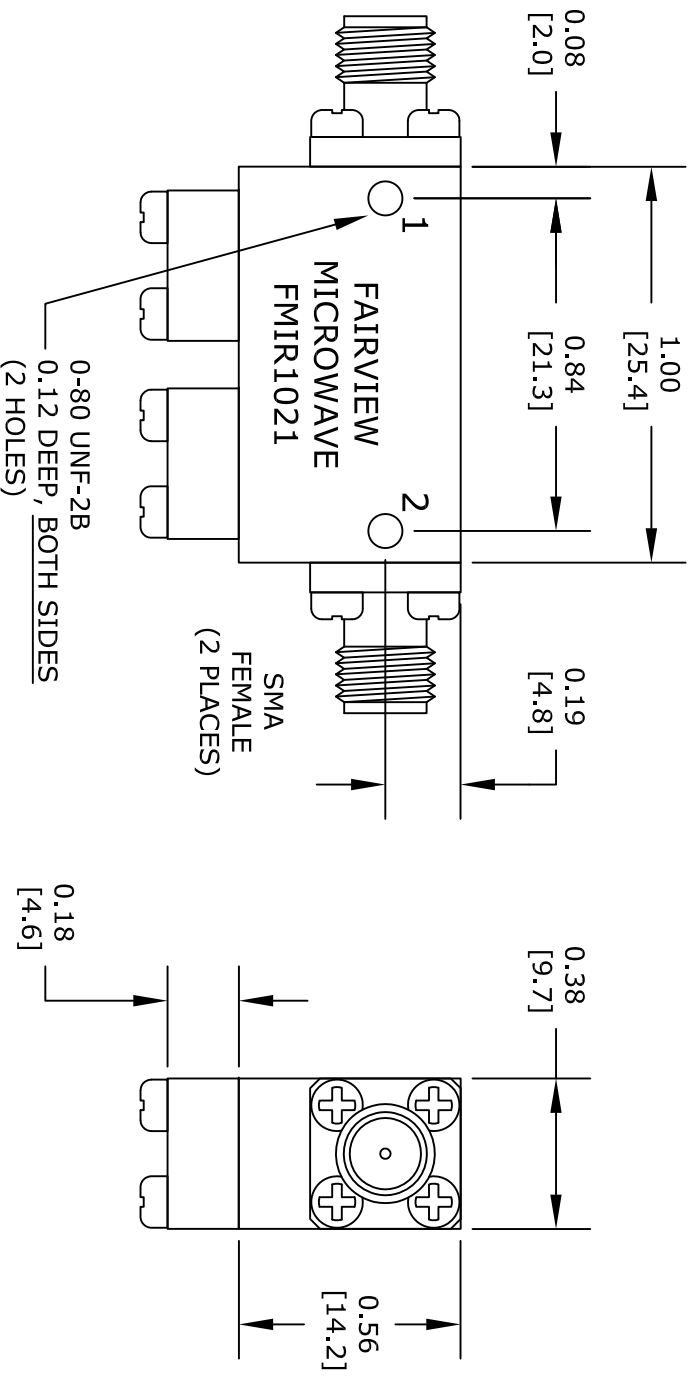 1.00
[25.4]
0.08
[2.0]
0.84
[21.3]
0.19
[4.8]
0.38
[9.7]
1
2
FAIRVIEW
MICROWAVE
FMIR1021
SMA
FEMALE
(2 PLACES)
0.56
[14.2]
0-80 UNF-2B
0.12 DEEP, BOTH SIDES
(2 HOLES)
0.18
[4.6]